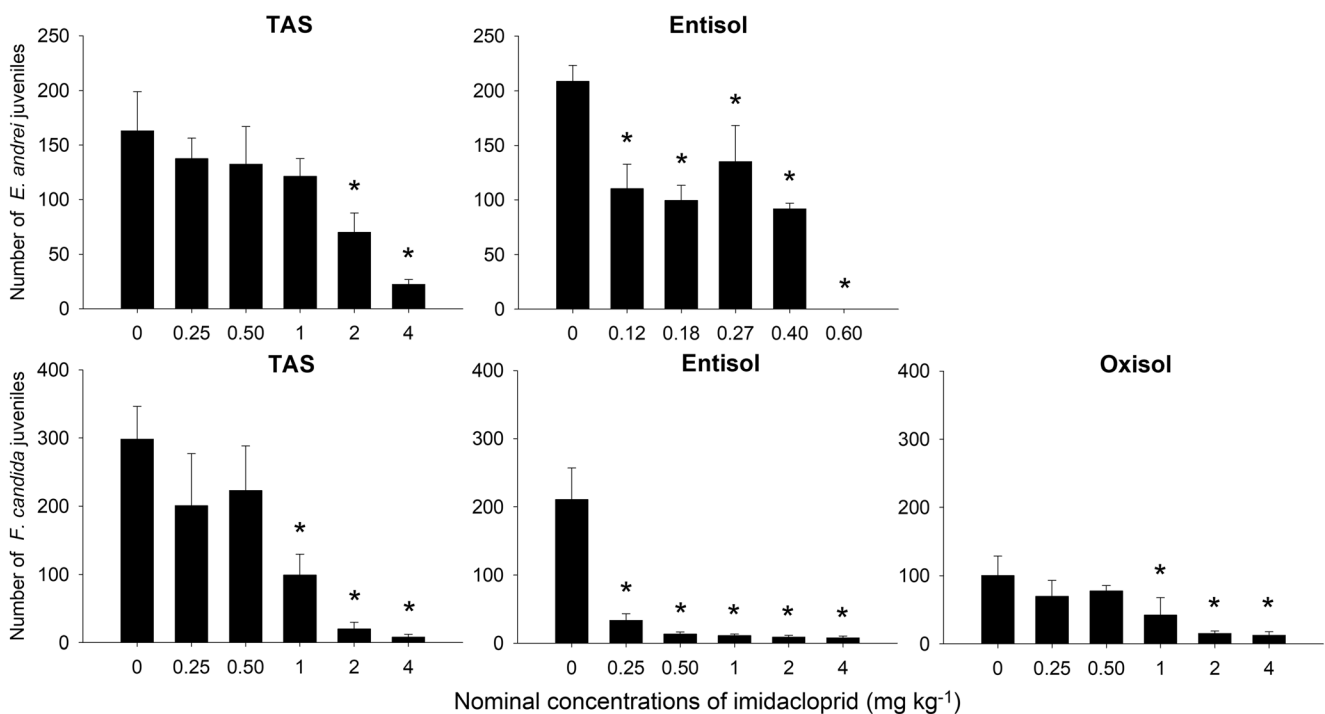 TAS
Entisol
Number of E. andrei juveniles
250
200
150
100
50
0
* *
0 0.25 0.50 1 2 4
250
200
150
100
50
0
* * * * *
0 0.12 0.18 0.27 0.40 0.60
TAS
Entisol
Oxisol
Number of F. candida juveniles
400
300
200
100
0
* * *
0 0.25 0.50 1 2 4
400
300
200
100
0
* * * * *
0 0.25 0.50 1 2 4
400
300
200
100
0
* * *
0 0.25 0.50 1 2 4
Nominal concentrations of imidacloprid (mg kg⁻¹)